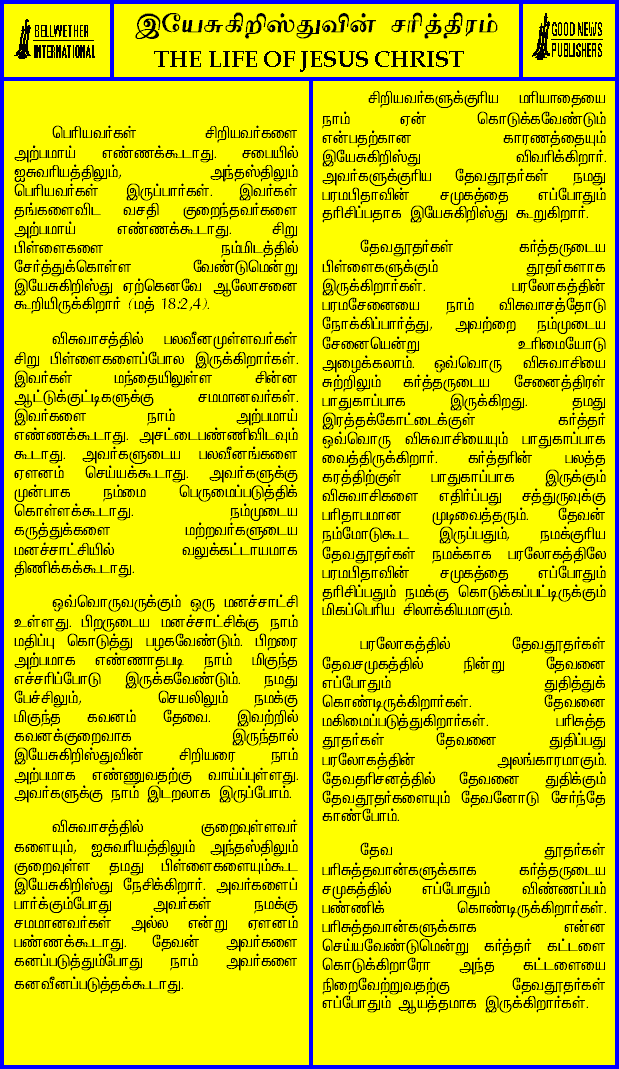 BELLWETHER
INTERNATIONAL
இயேசுகிறிஸ்துவின் சரித்திரம்
THE LIFE OF JESUS CHRIST
GOOD NEWS
PUBLISHERS
பெரியவர்கள் சிறியவர்களை
அற்பமாய் எண்ணக்கூடாது. சபையில்
ஐசுவரியத்திலும், அந்தஸ்திலும்
பெரியவர்கள் இருப்பார்கள். இவர்கள்
தங்களைவிட வசதி குறைந்தவர்களை
அற்பமாய் எண்ணக்கூடாது. சிறு
பிள்ளைகளை நம்மிடத்தில்
சேர்த்துக்கொள்ள வேண்டுமென்று
இயேசுகிறிஸ்து ஏற்கெனவே ஆலோசனை
கூறியிருக்கிறார் (மத் 18:2,4).
விசுவாசத்தில் பலவீனமுள்ளவர்கள்
சிறு பிள்ளைகளைப்போல இருக்கிறார்கள்.
இவர்கள் மந்தையிலுள்ள சின்ன
ஆட்டுக்குட்டிகளுக்கு சமமானவர்கள்.
இவர்களை நாம் அற்பமாய்
எண்ணக்கூடாது. அசட்டைபண்ணிவிடவும்
கூடாது. அவர்களுடைய பலவீனங்களை
ஏளனம் செய்யக்கூடாது. அவர்களுக்கு
முன்பாக நம்மை பெருமைப்படுத்திக்
கொள்ளக்கூடாது. நம்முடைய
கருத்துக்களை மற்றவர்களுடைய
மனச்சாட்சியில் வலுக்கட்டாயமாக
திணிக்கக்கூடாது.
ஒவ்வொருவருக்கும் ஒரு மனச்சாட்சி
உள்ளது. பிறருடைய மனச்சாட்சிக்கு நாம்
மதிப்பு கொடுத்து பழகவேண்டும். பிறரை
அற்பமாக எண்ணாதபடி நாம் மிகுந்த
எச்சரிப்போடு இருக்கவேண்டும். நமது
பேச்சிலும், செயலிலும் நமக்கு
மிகுந்த கவனம் தேவை. இவற்றில்
கவனக்குறைவாக இருந்தால்
இயேசுகிறிஸ்துவின் சிறியரை நாம்
அற்பமாக எண்ணுவதற்கு வாய்ப்புள்ளது.
அவர்களுக்கு நாம் இடறலாக இருப்போம்.
விசுவாசத்தில் குறைவுள்ளவர்
களையும், ஐசுவரியத்திலும் அந்தஸ்திலும்
குறைவுள்ள தமது பிள்ளைகளையும்கூட
இயேசுகிறிஸ்து நேசிக்கிறார். அவர்களைப்
பார்க்கும்போது அவர்கள் நமக்கு
சமமானவர்கள் அல்ல என்று ஏளனம்
பண்ணக்கூடாது. தேவன் அவர்களை
கனப்படுத்தும்போது நாம் அவர்களை
கனவீனப்படுத்தக்கூடாது.
சிறியவர்களுக்குரிய மரியாதையை
நாம் ஏன் கொடுக்கவேண்டும்
என்பதற்கான காரணத்தையும்
இயேசுகிறிஸ்து விவரிக்கிறார்.
அவர்களுக்குரிய தேவதூதர்கள் நமது
பரமபிதாவின் சமுகத்தை எப்போதும்
தரிசிப்பதாக இயேசுகிறிஸ்து கூறுகிறார்.
தேவதூதர்கள் கர்த்தருடைய
பிள்ளைகளுக்கும் தூதர்களாக
இருக்கிறார்கள். பரலோகத்தின்
பரமசேனையை நாம் விசுவாசத்தோடு
நோக்கிப்பார்த்து, அவற்றை நம்முடைய
சேனையென்று உரிமையோடு
அழைக்கலாம். ஒவ்வொரு விசுவாசியை
சுற்றிலும் கர்த்தருடைய சேனைத்திரள்
பாதுகாப்பாக இருக்கிறது. தமது
இரத்தக்கோட்டைக்குள் கர்த்தர்
ஒவ்வொரு விசுவாசியையும் பாதுகாப்பாக
வைத்திருக்கிறார். கர்த்தரின் பலத்த
கரத்திற்குள் பாதுகாப்பாக இருக்கும்
விசுவாசிகளை எதிர்ப்பது சத்துருவுக்கு
பரிதாபமான முடிவைத்தரும். தேவன்
நம்மோடுகூட இருப்பதும், நமக்குரிய
தேவதூதர்கள் நமக்காக பரலோகத்திலே
பரமபிதாவின் சமுகத்தை எப்போதும்
தரிசிப்பதும் நமக்கு கொடுக்கப்பட்டிருக்கும்
மிகப்பெரிய சிலாக்கியமாகும்.
பரலோகத்தில் தேவதூதர்கள்
தேவசமுகத்தில் நின்று தேவனை
எப்போதும் துதித்துக்
கொண்டிருக்கிறார்கள். தேவனை
மகிமைப்படுத்துகிறார்கள். பரிசுத்த
தூதர்கள் தேவனை துதிப்பது
பரலோகத்தின் அலங்காரமாகும்.
தேவதரிசனத்தில் தேவனை துதிக்கும்
தேவதூதர்களையும் தேவனோடு சேர்ந்தே
காண்போம்.
தேவ தூதர்கள்
பரிசுத்தவான்களுக்காக கர்த்தருடைய
சமுகத்தில் எப்போதும் விண்ணப்பம்
பண்ணிக் கொண்டிருக்கிறார்கள்.
பரிசுத்தவான்களுக்காக என்ன
செய்யவேண்டுமென்று கர்த்தர் கட்டளை
கொடுக்கிறாரோ அந்த கட்டளையை
நிறைவேற்றுவதற்கு தேவதூதர்கள்
எப்போதும் ஆயத்தமாக இருக்கிறார்கள்.